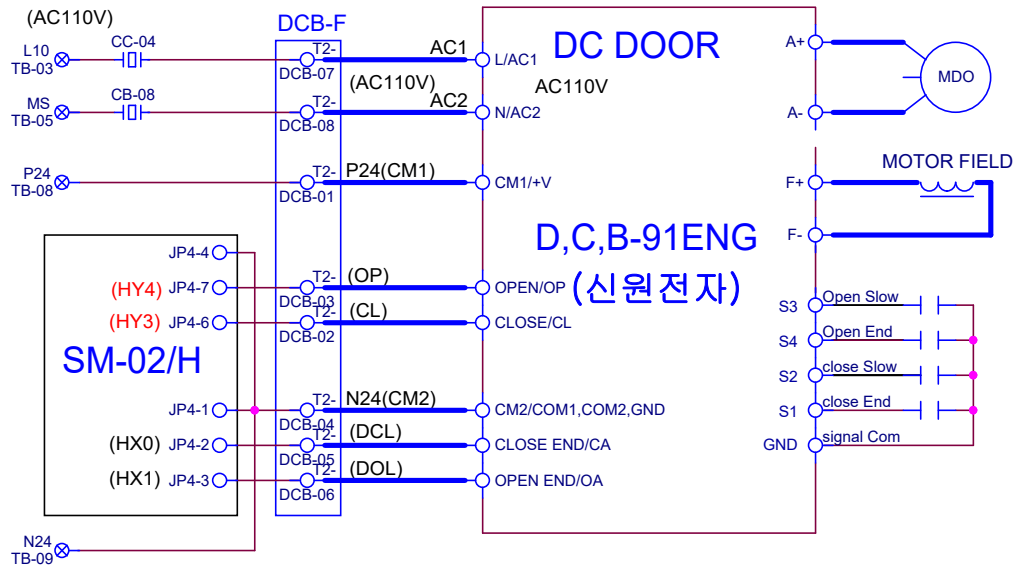 (AC110V)
L10
TB-03
CC-04
DCB-F
T2-
DCB-07
AC1
L/AC1
DC DOOR
AC110V
A+
MDO
MS
TB-05
CB-08
T2-
DCB-08
(AC110V)
AC2
N/AC2
A-
P24
TB-08
T2-
DCB-01
P24(CM1)
CM1/+V
MOTOR FIELD
F+
F-
D,C,B-91ENG
(신원전자)
JP4-4
(HY4) JP4-7
T2-
DCB-03
(OP)
OPEN/OP
(HY3) JP4-6
T2-
DCB-02
(CL)
CLOSE/CL
SM-02/H
JP4-1
T2-
DCB-04
N24(CM2)
CM2/COM1,COM2,GND
(HX0) JP4-2
T2-
DCB-05
(DCL)
CLOSE END/CA
(HX1) JP4-3
T2-
DCB-06
(DOL)
OPEN END/OA
S3 Open Slow
S4 Open End
S2 close Slow
S1 close End
GND signal Com
N24
TB-09